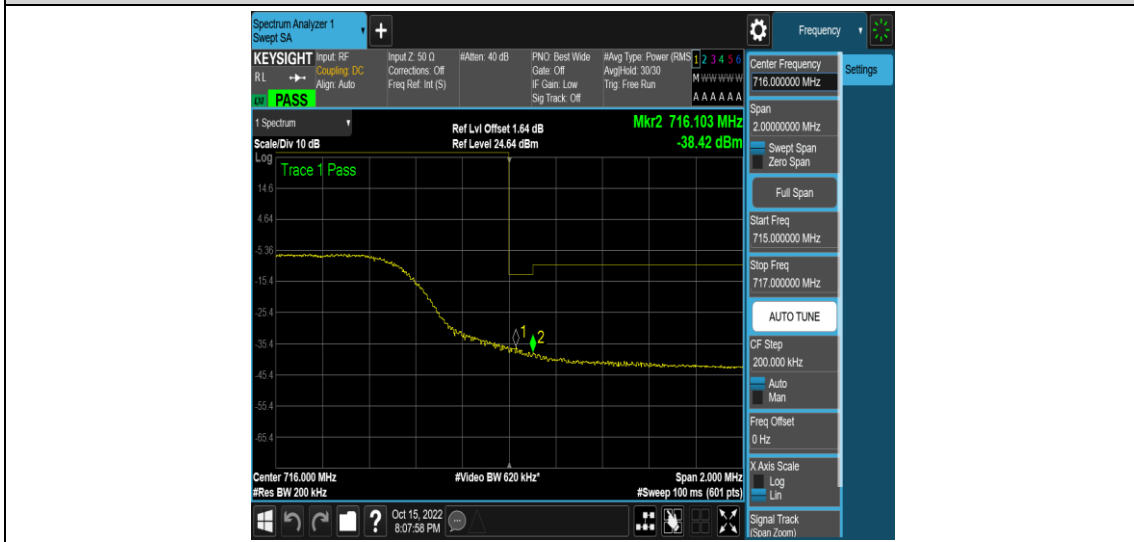 Spectrum Analyzer 1
Swept SA
+
Frequency
KEYSIGHT
Input: RF
Coupling: DC
Align: Auto
Input Z: 50 Ω
Corrections: Off
Freq Ref: Int (S)
#Atten: 40 dB
PNO: Best Wide
Gate: Off
IF Gain: Low
Sig Track: Off
#Avg Type: Power (RMS
Avg|Hold: 30/30
Trig: Free Run
1 2 3 4 5 6
M W W W W W
A A A A A A
RL
PASS
1 Spectrum
Scale/Div 10 dB
Ref Lvl Offset 1.64 dB
Ref Level 24.64 dBm
Mkr2 716.103 MHz
-38.42 dBm
Log
Trace 1 Pass
14.6
4.64
-5.36
-15.4
-25.4
-35.4
-45.4
-55.4
-65.4
1
2
Center 716.000 MHz
#Res BW 200 kHz
#Video BW 620 kHz*
Span 2.000 MHz
#Sweep 100 ms (601 pts)
Center Frequency
716.000000 MHz
Settings
Span
2.00000000 MHz
Swept Span
Zero Span
Full Span
Start Freq
715.000000 MHz
Stop Freq
717.000000 MHz
AUTO TUNE
CF Step
200.000 kHz
Auto
Man
Freq Offset
0 Hz
X Axis Scale
Log
Lin
Signal Track
(Span Zoom)
?
Oct 15, 2022
8:07:58 PM